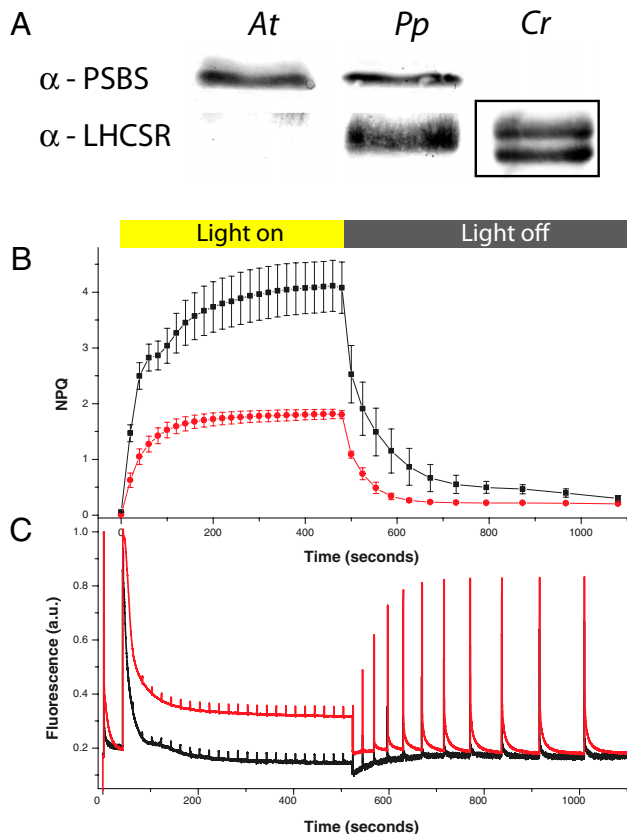 A
At Pp Cr
α - PSBS
α - LHCSR
Light on Light off
B
NPQ
4
3
2
1
0
0 200 400 600 800 1000
Time (seconds)
C
Fluorescence (a.u.)
1.0
0.8
0.6
0.4
0.2
0 200 400 600 800 1000
Time (seconds)